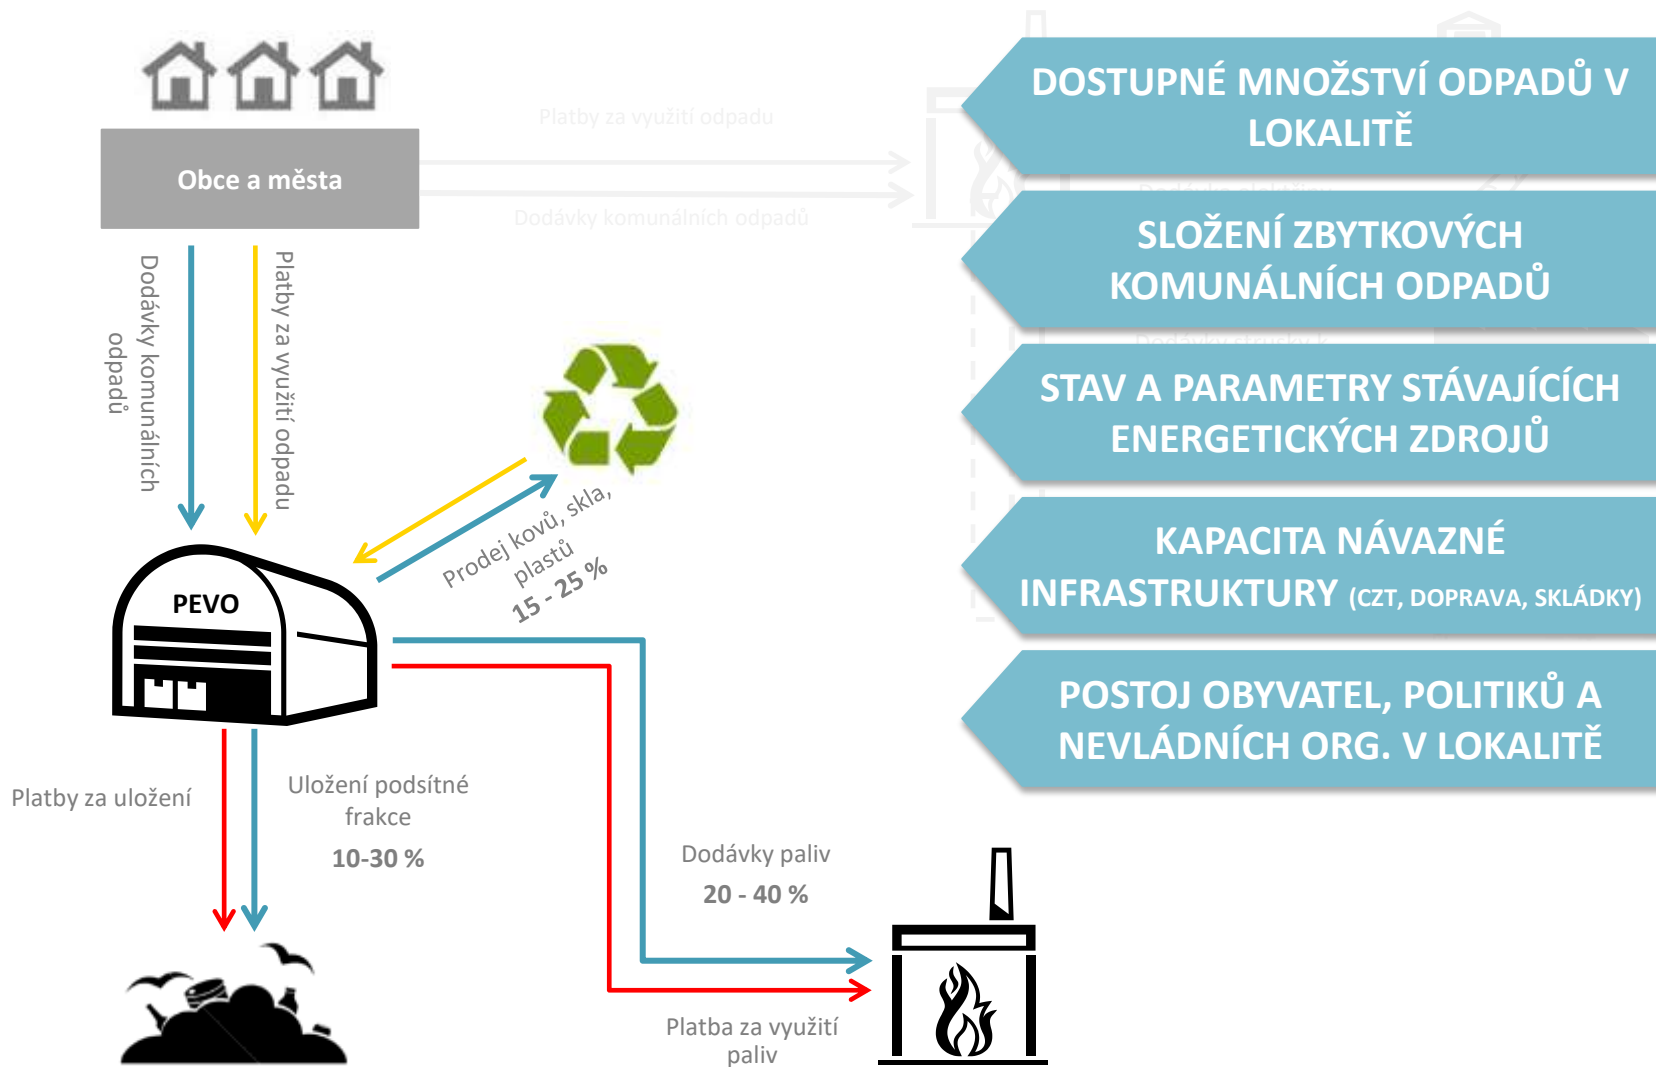 Platby za využití odpadu
Obce a města
Dodávky komunálních odpadů
Dodávky komunálních
odpadů
Platby za využití odpadu
Prodej kovů, skla,
plastů
15 - 25 %
PEVO
Platby za uložení
Uložení podsítné
frakce
10-30 %
Dodávky paliv
20 - 40 %
Platba za využití
paliv
DOSTUPNÉ MNOŽSTVÍ ODPADŮ V
LOKALITĚ
SLOŽENÍ ZBYTKOVÝCH
KOMUNÁLNÍCH ODPADŮ
Dodávky strusky k
STAV A PARAMETRY STÁVAJÍCÍCH
ENERGETICKÝCH ZDROJŮ
KAPACITA NÁVAZNÉ
INFRASTRUKTURY (CZT, DOPRAVA, SKLÁDKY)
POSTOJ OBYVATEL, POLITIKŮ A
NEVLÁDNÍCH ORG. V LOKALITĚ